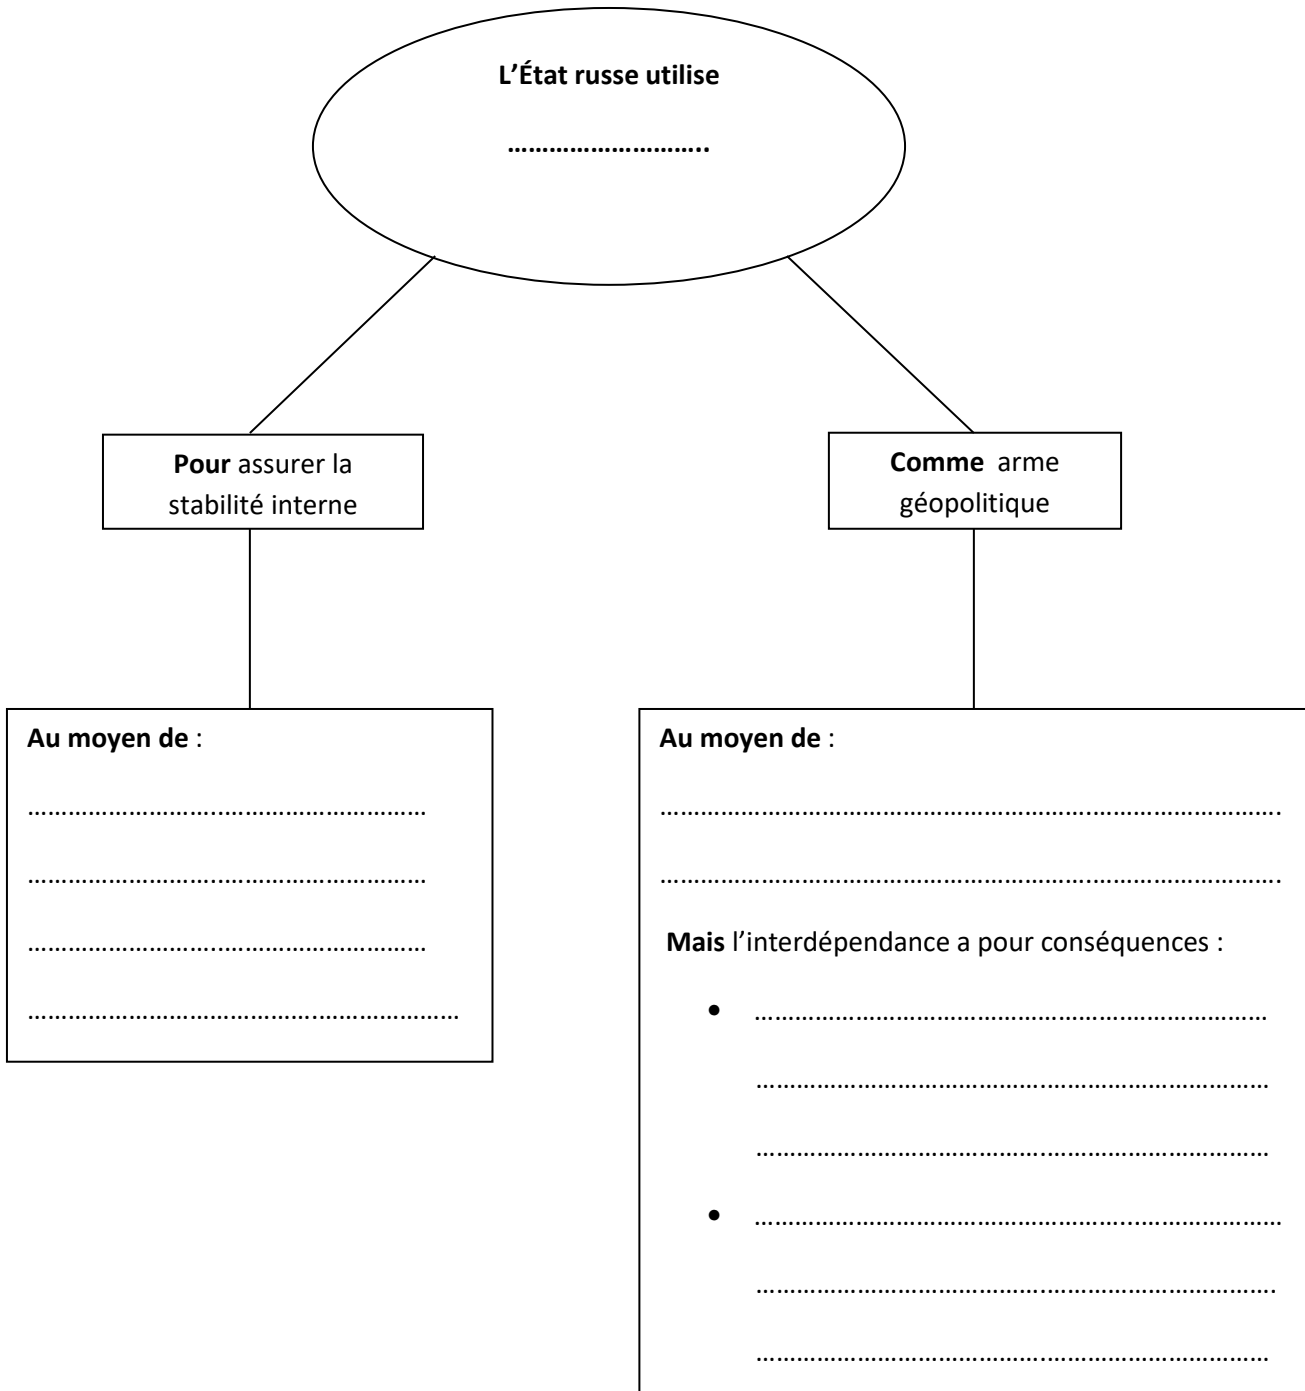 L’État russe utilise
………………………..
Pour assurer la
stabilité interne
Comme arme
géopolitique
Au moyen de :
………………………..…………………………
………………………..…………………………
………………………..…………………………
…………………………………….…………………
Au moyen de :
……………………………………………………….……………………….
……………………………………………………….……………………….
Mais l’interdépendance a pour conséquences :
• …………………………………………………………………
…………………………………….……………………………
…………………………………….……………………………
• ………………………………………………..…………………
…………………………………….…………………………….
…………………………………….……………………………